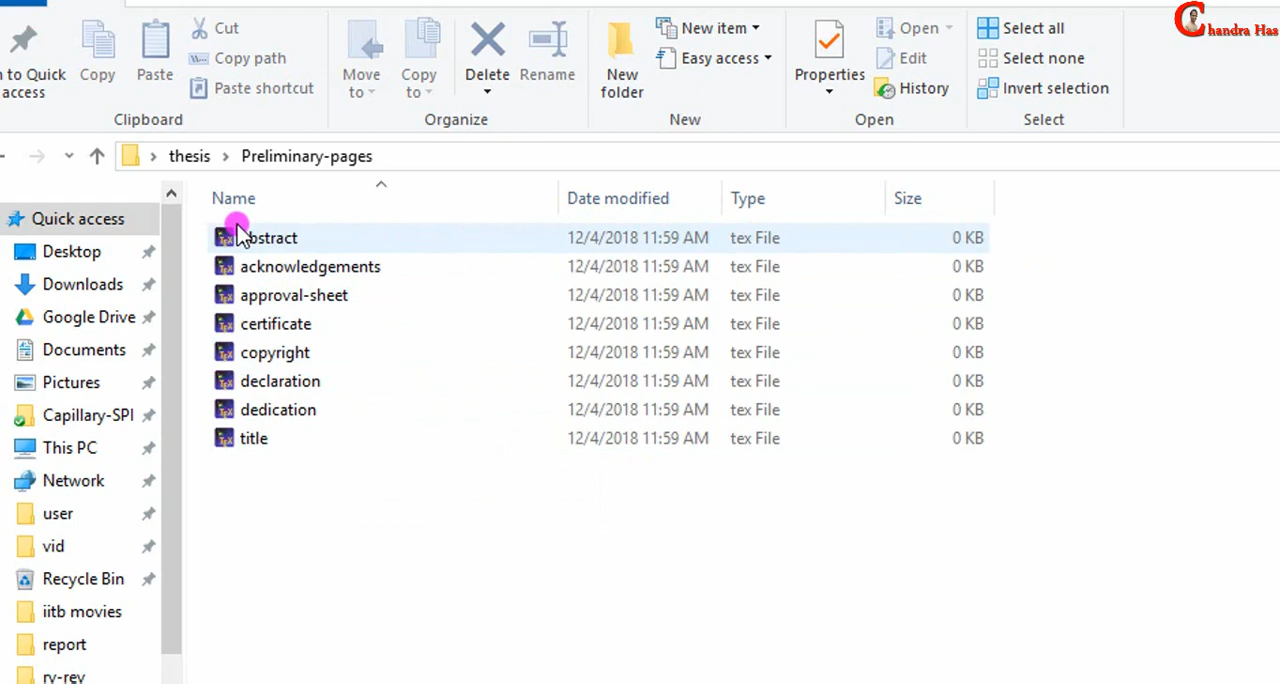 Chandra Has
Cut
Copy path
Paste shortcut
n to Quick
access
Copy
Paste
Clipboard
Move
to
Copy
to
Delete
Rename
Organize
New
folder
New item
Easy access
New
Properties
Open
Edit
History
Open
Select all
Select none
Invert selection
Select
thesis
Preliminary-pages
Name
Date modified
Type
Size
Quick access
Desktop
Downloads
Google Drive
Documents
Pictures
Capillary-SPI
This PC
Network
user
vid
Recycle Bin
iitb movies
report
ry-rev
bstract 12/4/2018 11:59 AM tex File 0 KB
acknowledgements 12/4/2018 11:59 AM tex File 0 KB
approval-sheet 12/4/2018 11:59 AM tex File 0 KB
certificate 12/4/2018 11:59 AM tex File 0 KB
copyright 12/4/2018 11:59 AM tex File 0 KB
declaration 12/4/2018 11:59 AM tex File 0 KB
dedication 12/4/2018 11:59 AM tex File 0 KB
title 12/4/2018 11:59 AM tex File 0 KB